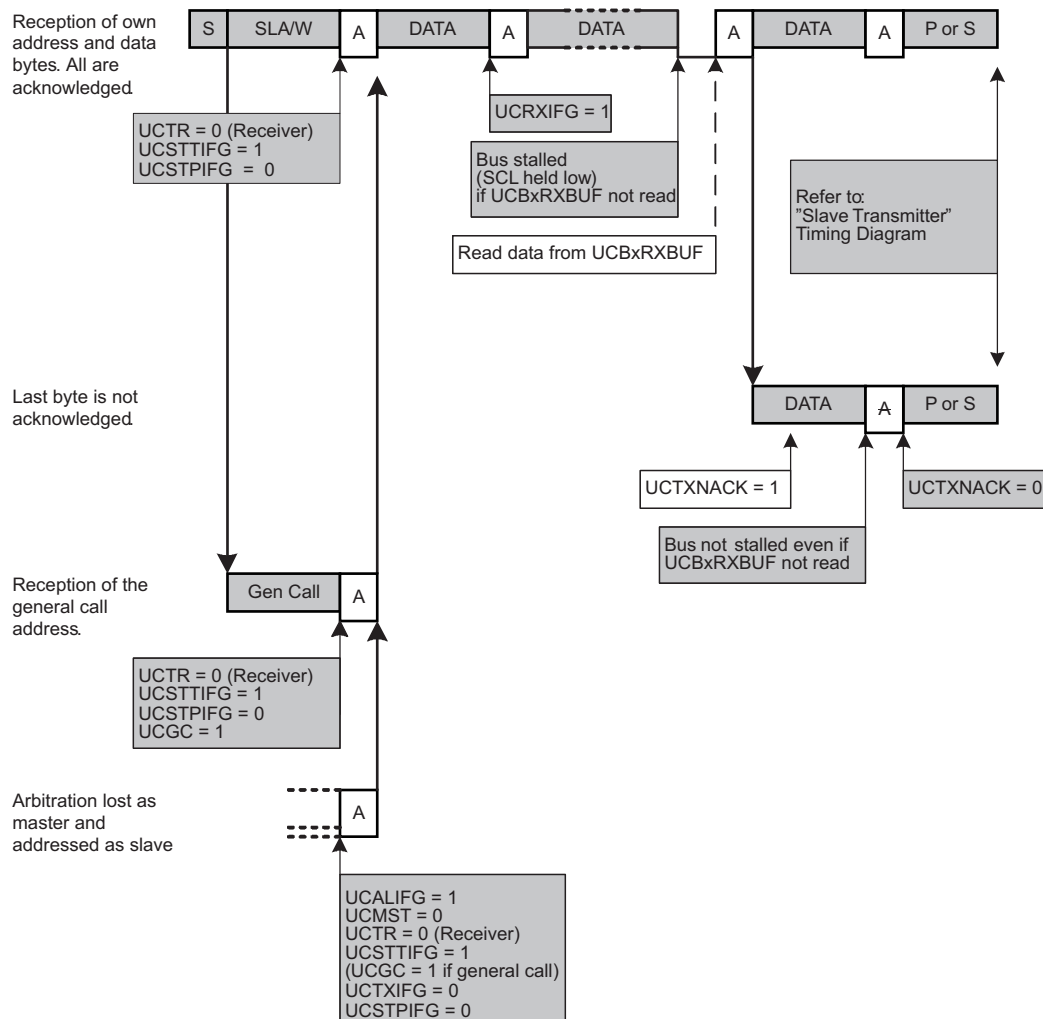 Reception of own
address and data
bytes. All are
acknowledged.
S SLA/W A DATA A DATA A DATA A P or S
UCTR = 0 (Receiver)
UCSTTIFG = 1
UCSTPIFG = 0
UCRXIFG = 1
Bus stalled
(SCL held low)
if UCBxRXBUF not read
Read data from UCBxRXBUF
Refer to:
”Slave Transmitter”
Timing Diagram
Last byte is not
acknowledged.
DATA A P or S
UCTXNACK = 1
UCTXNACK = 0
Bus not stalled even if
UCBxRXBUF not read
Reception of the
general call
address.
Gen Call A
UCTR = 0 (Receiver)
UCSTTIFG = 1
UCSTPIFG = 0
UCGC = 1
Arbitration lost as
master and
addressed as slave
A
UCALIFG = 1
UCMST = 0
UCTR = 0 (Receiver)
UCSTTIFG = 1
(UCGC = 1 if general call)
UCTXIFG = 0
UCSTPIFG = 0